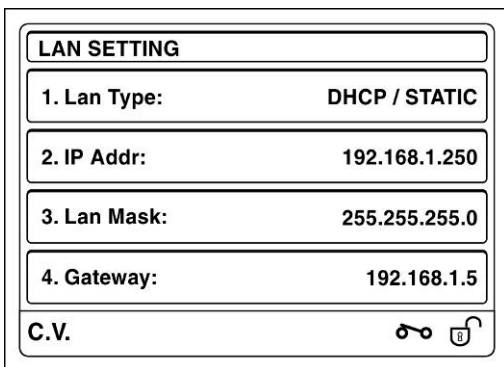 LAN SETTING
1. Lan Type: DHCP / STATIC
2. IP Addr: 192.168.1.250
3. Lan Mask: 255.255.255.0
4. Gateway: 192.168.1.5
C.V.